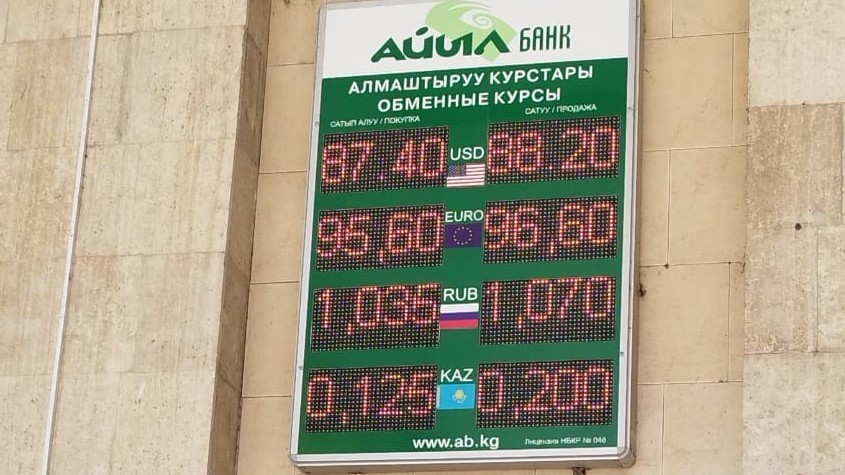 АЙЫЛ БАНК
АЛМАШТЫРУУ КУРСТАРЫ
ОБМЕННЫЕ КУРСЫ
САТЫП АЛУУ / ПОКУПКА САТУУ / ПРОДАЖА
87.40 USD 88.20
95,60 EURO 96,60
1,035 RUB 1,070
0,125 KAZ 0,200
www.ab.kg Лицензия НБКР № 048